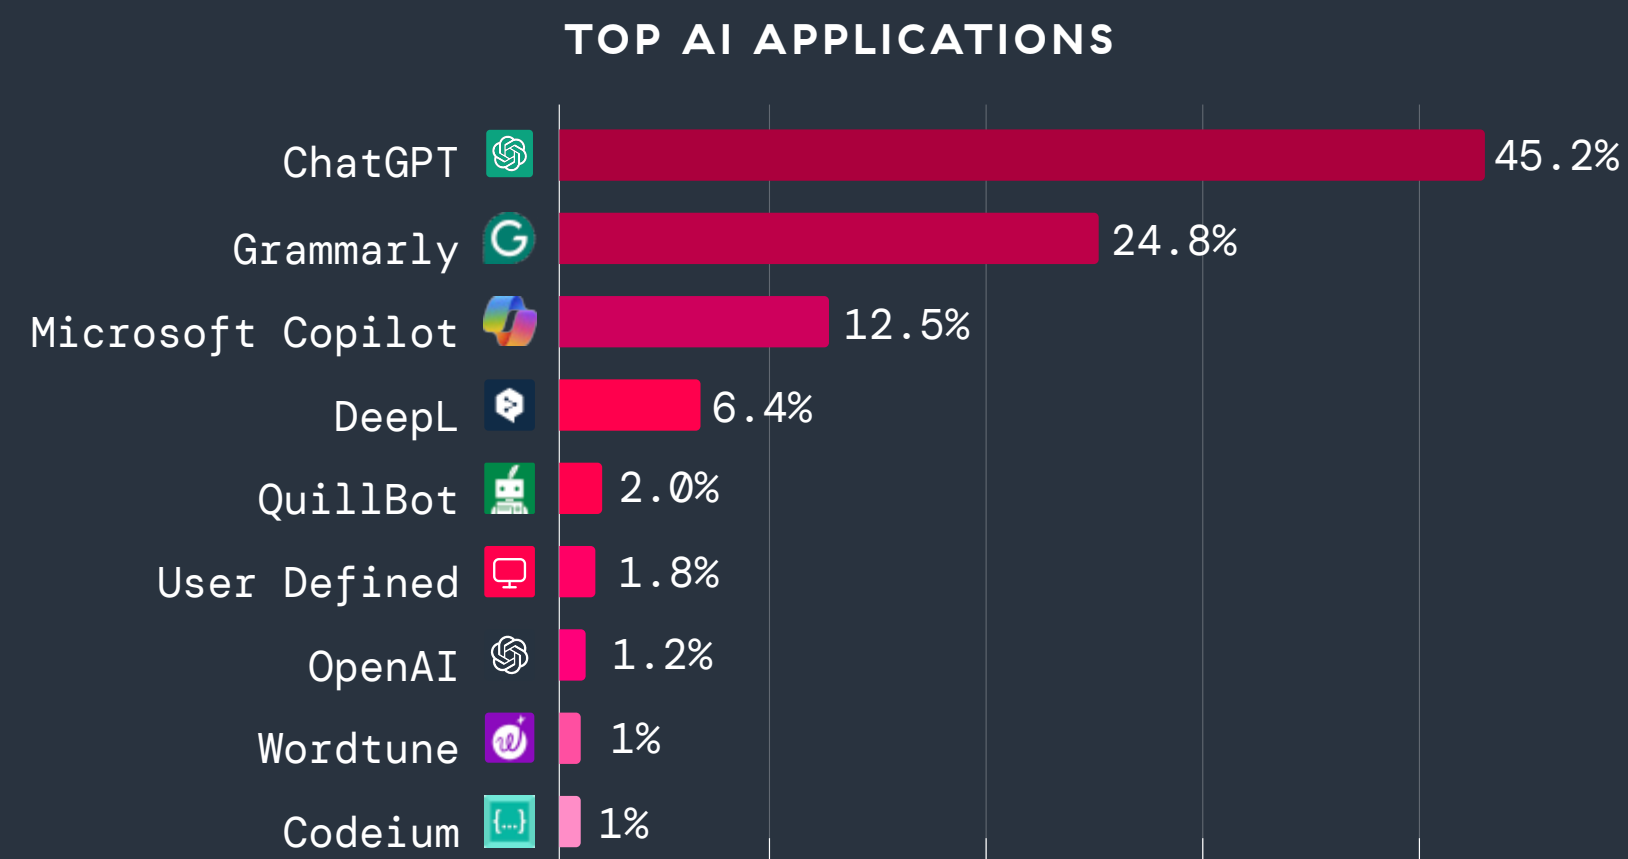 TOP AI APPLICATIONS
ChatGPT 45.2%
Grammarly 24.8%
Microsoft Copilot 12.5%
DeepL 6.4%
QuillBot 2.0%
User Defined 1.8%
OpenAI 1.2%
Wordtune 1%
Codeium 1%